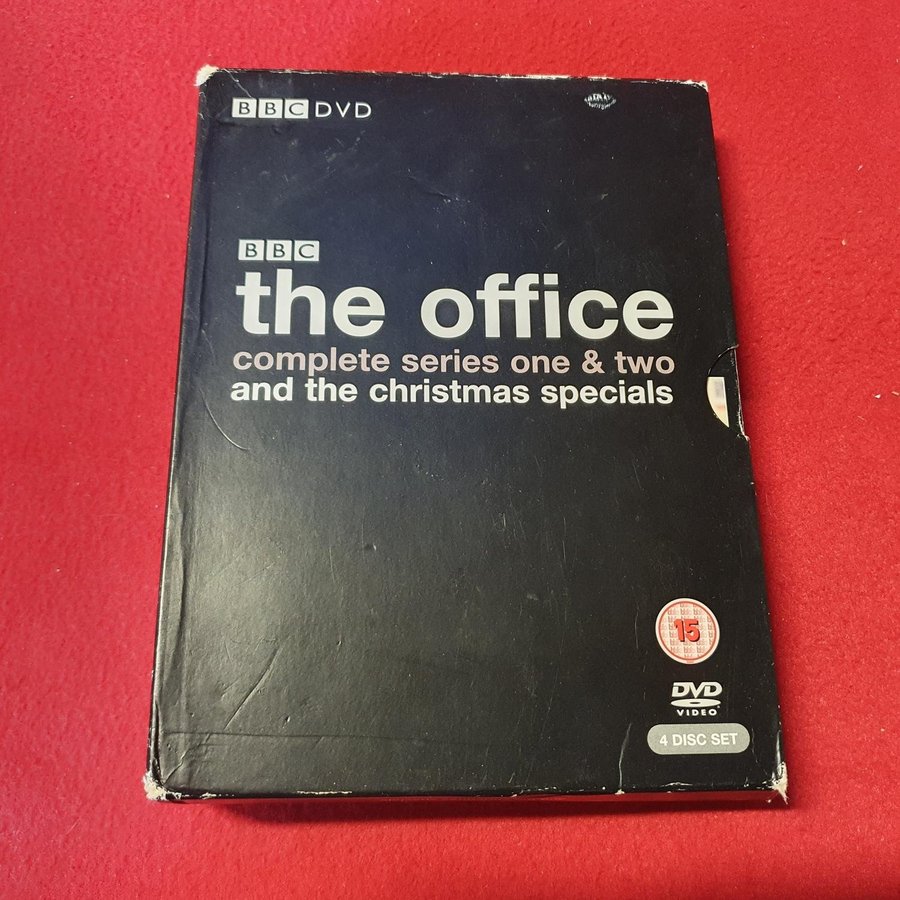 BBC DVD
BBC
the office
complete series one & two
and the christmas specials
15
DVD
VIDEO
4 DISC SET